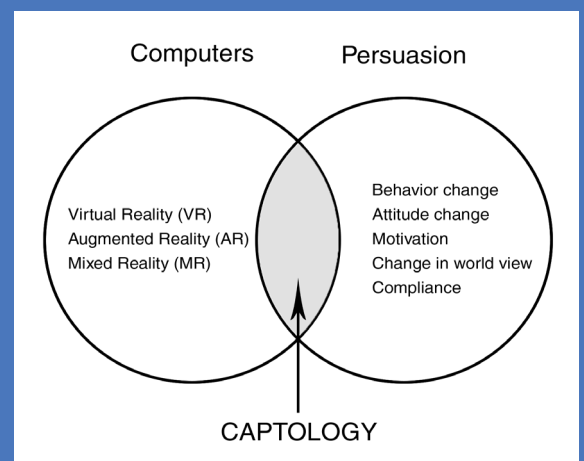 Computers
Persuasion
Virtual Reality (VR)
Augmented Reality (AR)
Mixed Reality (MR)
Behavior change
Attitude change
Motivation
Change in world view
Compliance
CAPTOLOGY